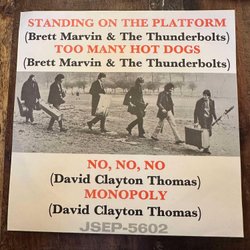 STANDING ON THE PLATFORM
(Brett Marvin & The Thunderbolts)
TOO MANY HOT DOGS
(Brett Marvin & The Thunderbolts)
NO, NO, NO
(David Clayton Thomas)
MONOPOLY
(David Clayton Thomas)
JSEP-5602